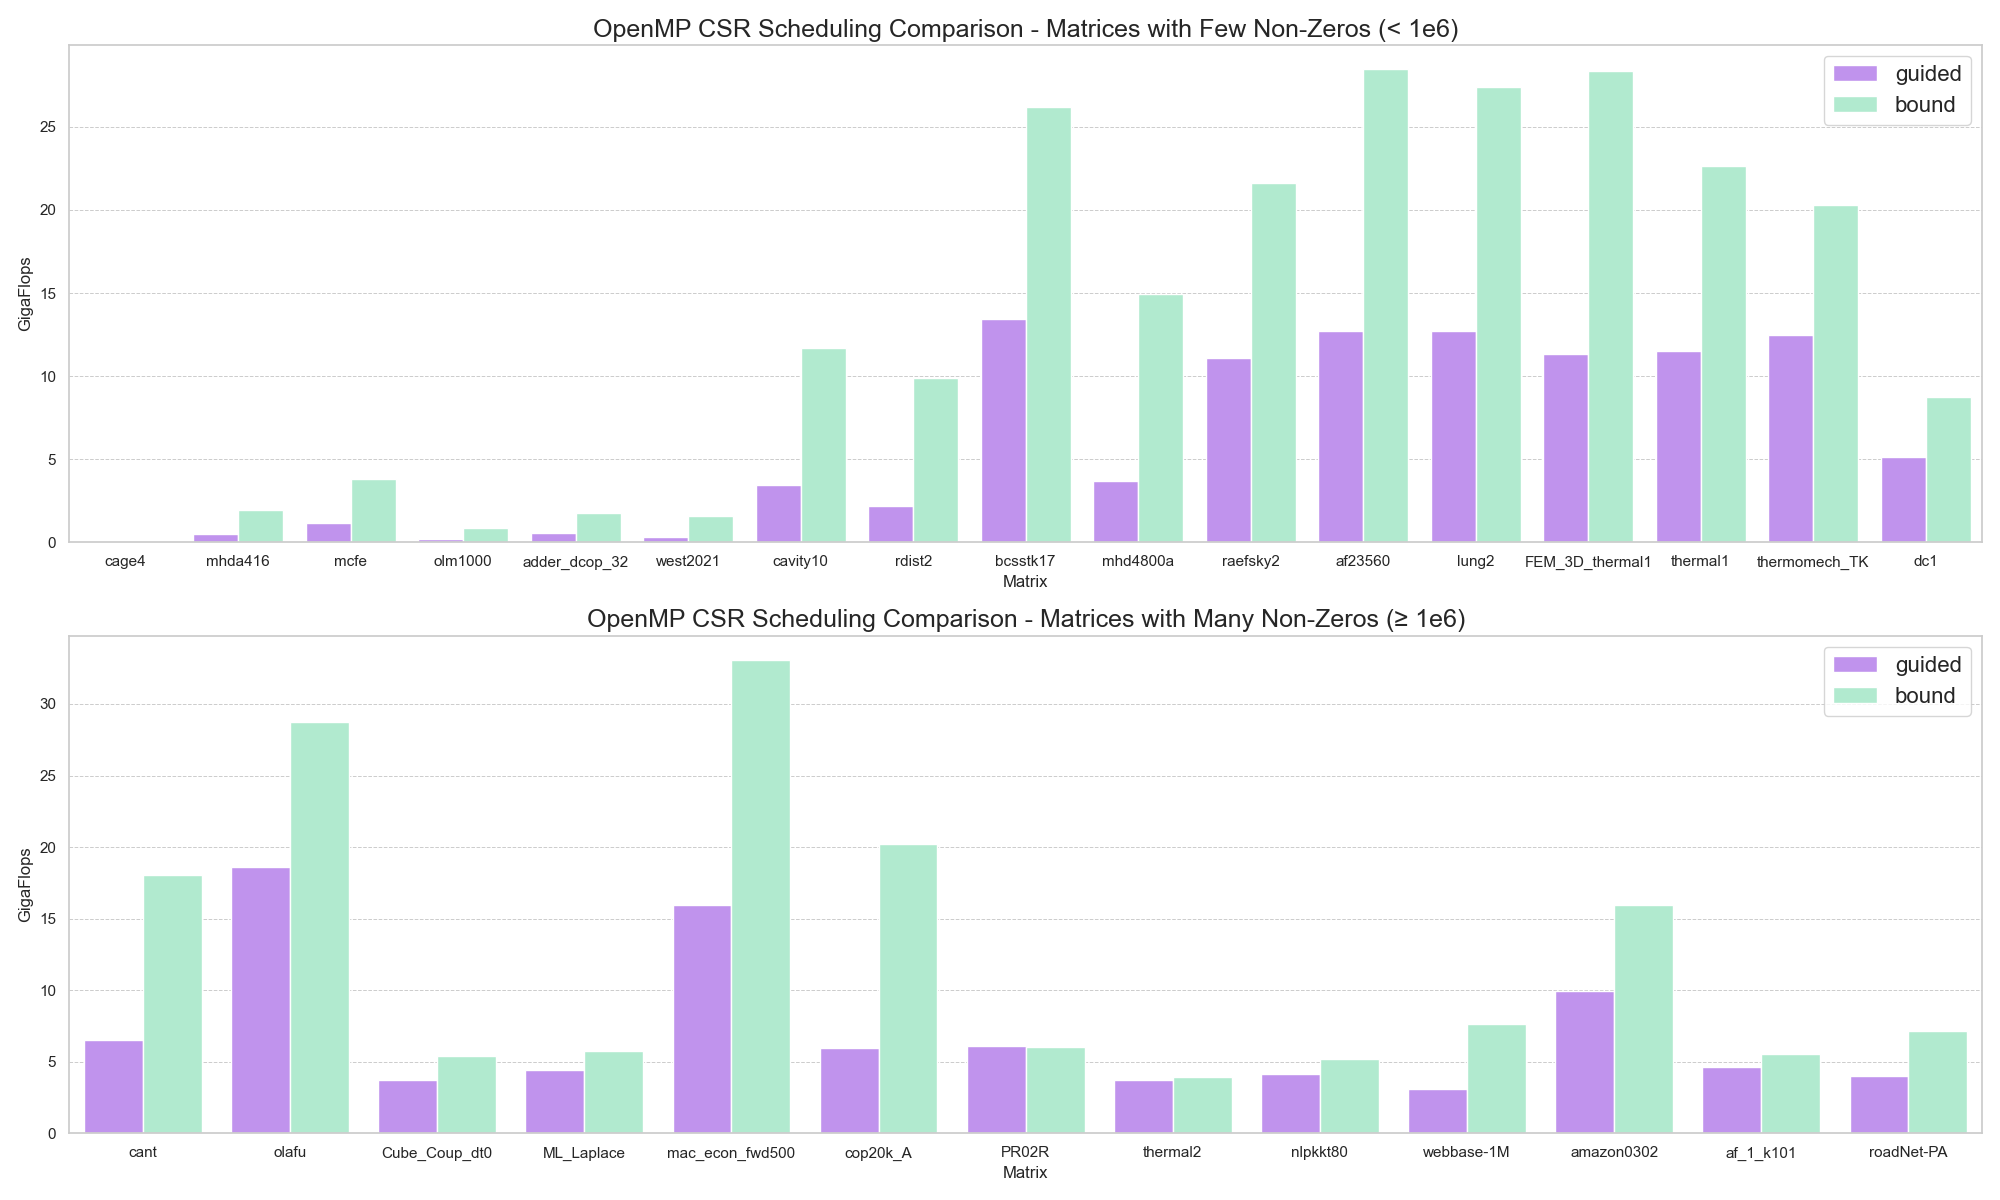 OpenMP CSR Scheduling Comparison - Matrices with Few Non-Zeros (< 1e6)
guided
bound
GigaFlops
25
20
15
10
5
0
cage4 mhda416 mcfe olm1000 adder_dcop_32 west2021 cavity10 rdist2 bcsstk17 mhd4800a raefsky2 af23560 lung2 FEM_3D_thermal1 thermal1 thermomech_TK dc1
Matrix
OpenMP CSR Scheduling Comparison - Matrices with Many Non-Zeros (≥ 1e6)
guided
bound
GigaFlops
30
25
20
15
10
5
0
cant olafu Cube_Coup_dt0 ML_Laplace mac_econ_fwd500 cop20k_A PR02R thermal2 nlpkkt80 webbase-1M amazon0302 af_1_k101 roadNet-PA
Matrix